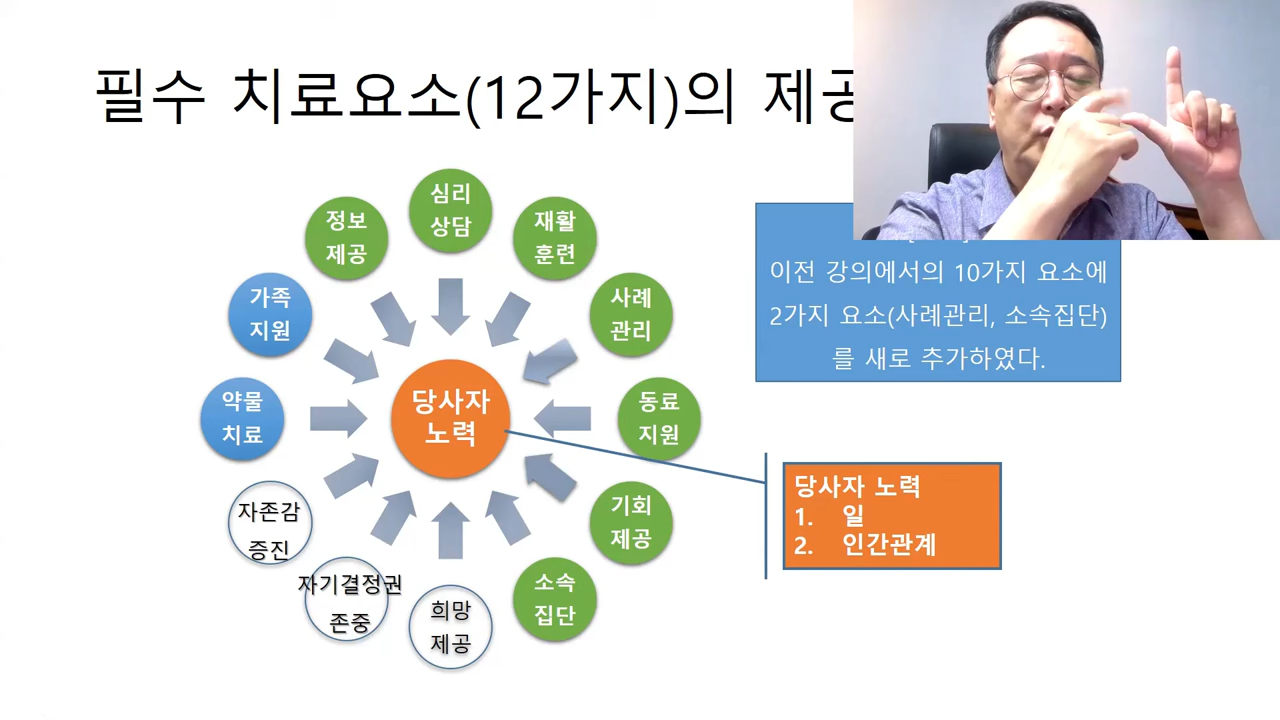 필수 치료요소(12가지)의 제공
심리
상담
정보
제공
재활
훈련
가족
지원
사례
관리
약물
치료
당사자
노력
동료
지원
자존감
증진
기회
제공
자기결정권
존중
희망
제공
소속
집단
이전 강의에서의 10가지 요소에
2가지 요소(사례관리, 소속집단)
를 새로 추가하였다.
당사자 노력
1. 일
2. 인간관계